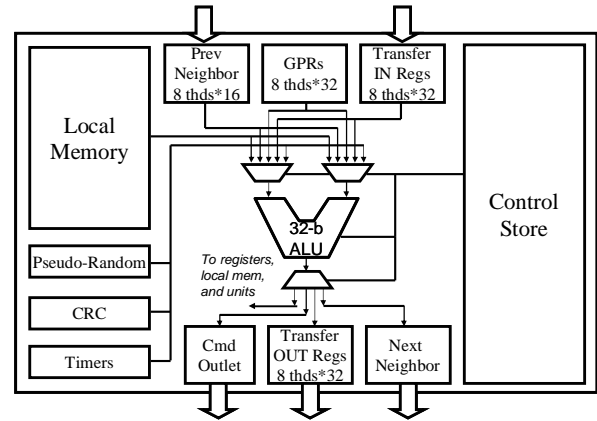 Prev
Neighbor
8 thds*16
GPRs
8 thds*32
Transfer
IN Regs
8 thds*32
Local
Memory
Control
Store
32-b
ALU
Pseudo-Random
CRC
Timers
To registers,
local mem,
and units
Cmd
Outlet
Transfer
OUT Regs
8 thds*32
Next
Neighbor